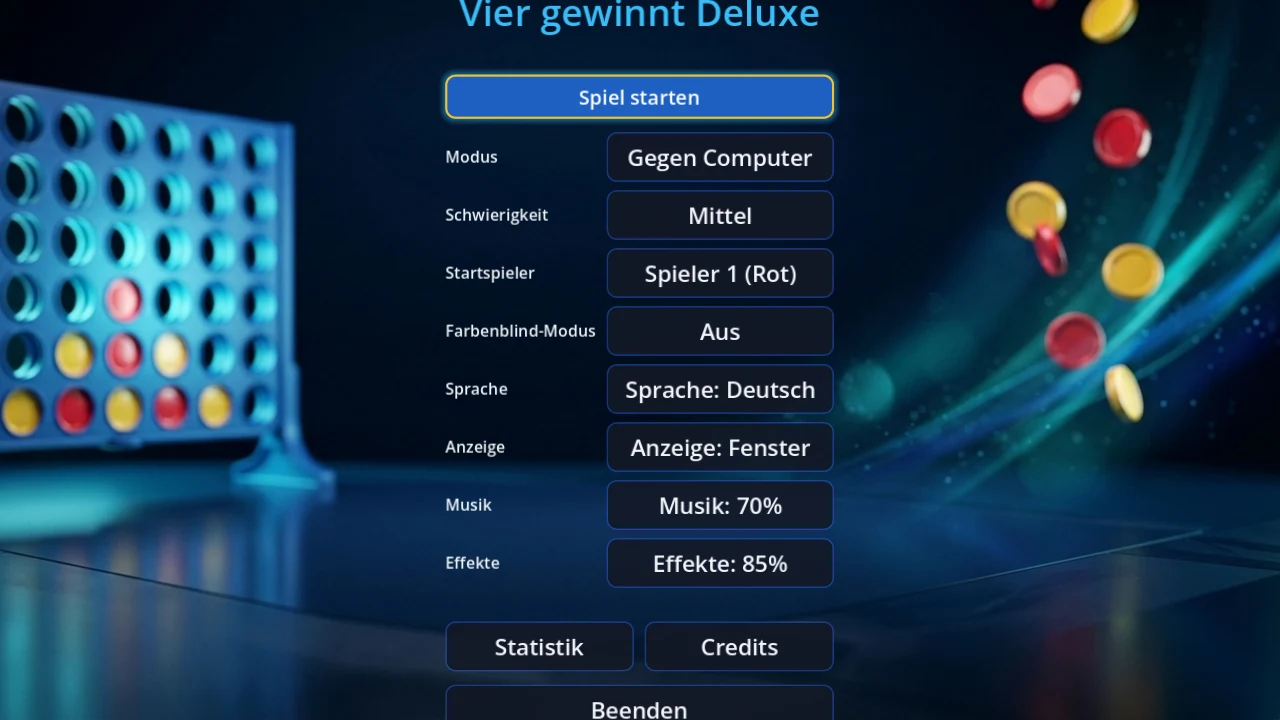 Vier gewinnt Deluxe
Spiel starten
Modus Gegen Computer
Schwierigkeit Mittel
Startspieler Spieler 1 (Rot)
Farbenblind-Modus Aus
Sprache Sprache: Deutsch
Anzeige Anzeige: Fenster
Musik Musik: 70%
Effekte Effekte: 85%
Statistik Credits
Beenden